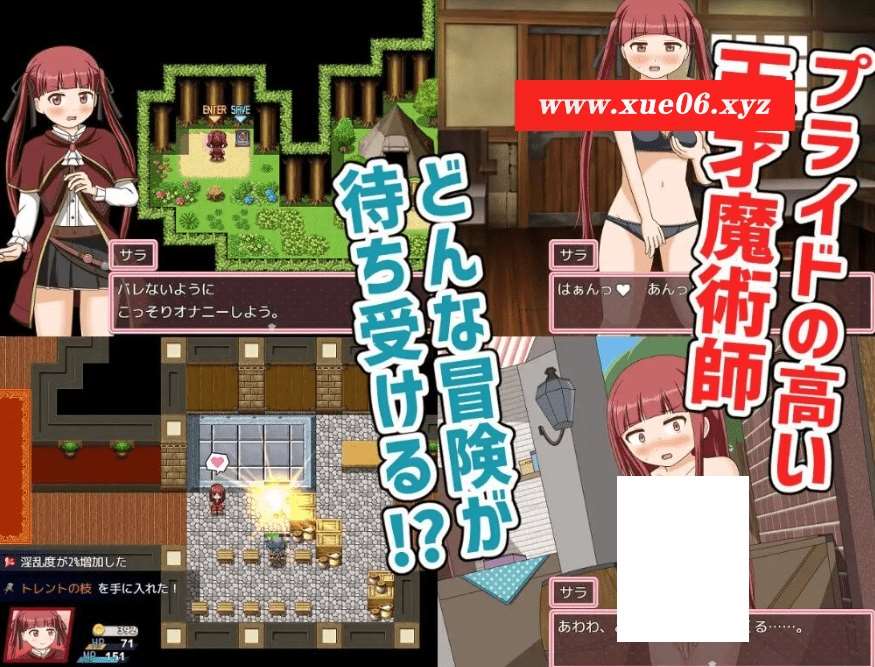 ENTER SAVE
サラ
バレないように
こっそりオナニーしよう。
www.xue06.xyz
プライドの高い
天才魔術師
サラ
はぁんっ♥ あんっ
どんな冒険が
待ち受ける!?
淫乱度が2%増加した
トレントの枝 を手に入れた!
392
HP 71
MP 151
サラ
あわわ、
くる……。